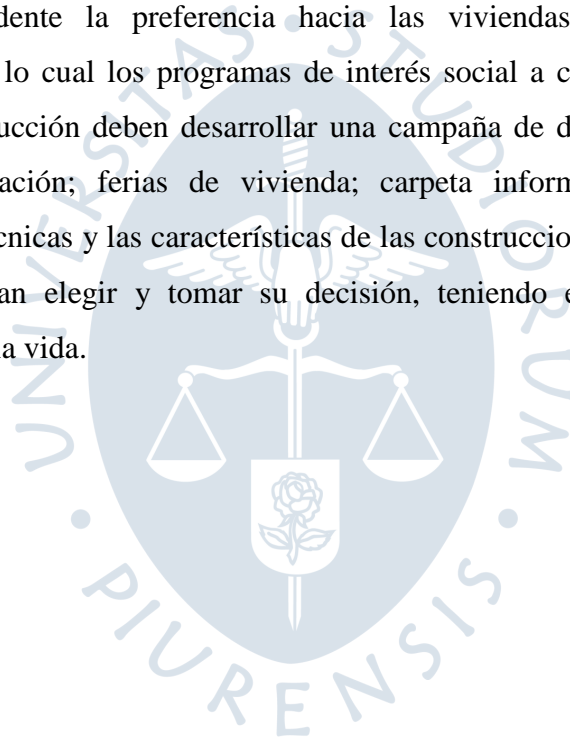 dente la preferencia hacia las viviendas
lo cual los programas de interés social a c
ucción deben desarrollar una campaña de d
ación; ferias de vivienda; carpeta inform
cnicas y las características de las construccio
an elegir y tomar su decisión, teniendo e
a vida.
UNIVERSITAS • STUDIORUM • PIURENSIS